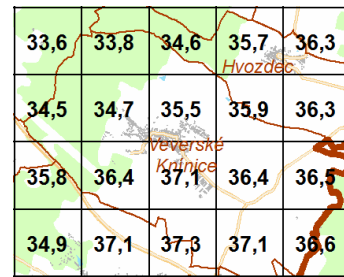 33,6 33,8 34,6 35,7 36,3
Hvozdec
34,5 34,7 35,5 35,9 36,3
Veverské
Knínice
35,8 36,4 37,1 36,4 36,5
34,9 37,1 37,3 37,1 36,6